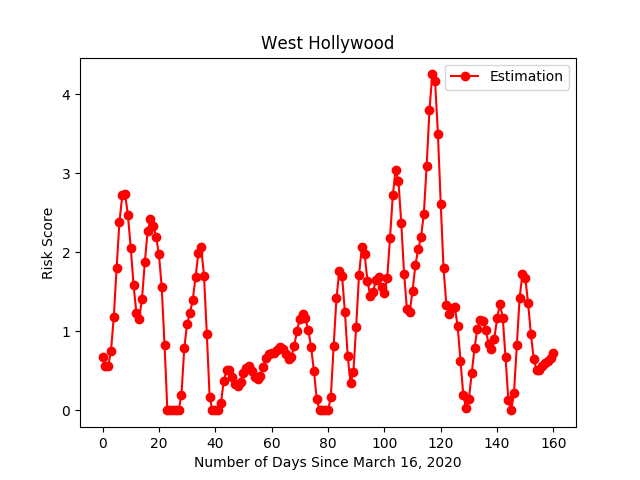 West Hollywood
Estimation
4
3
2
1
0
Risk Score
0 20 40 60 80 100 120 140 160
Number of Days Since March 16, 2020